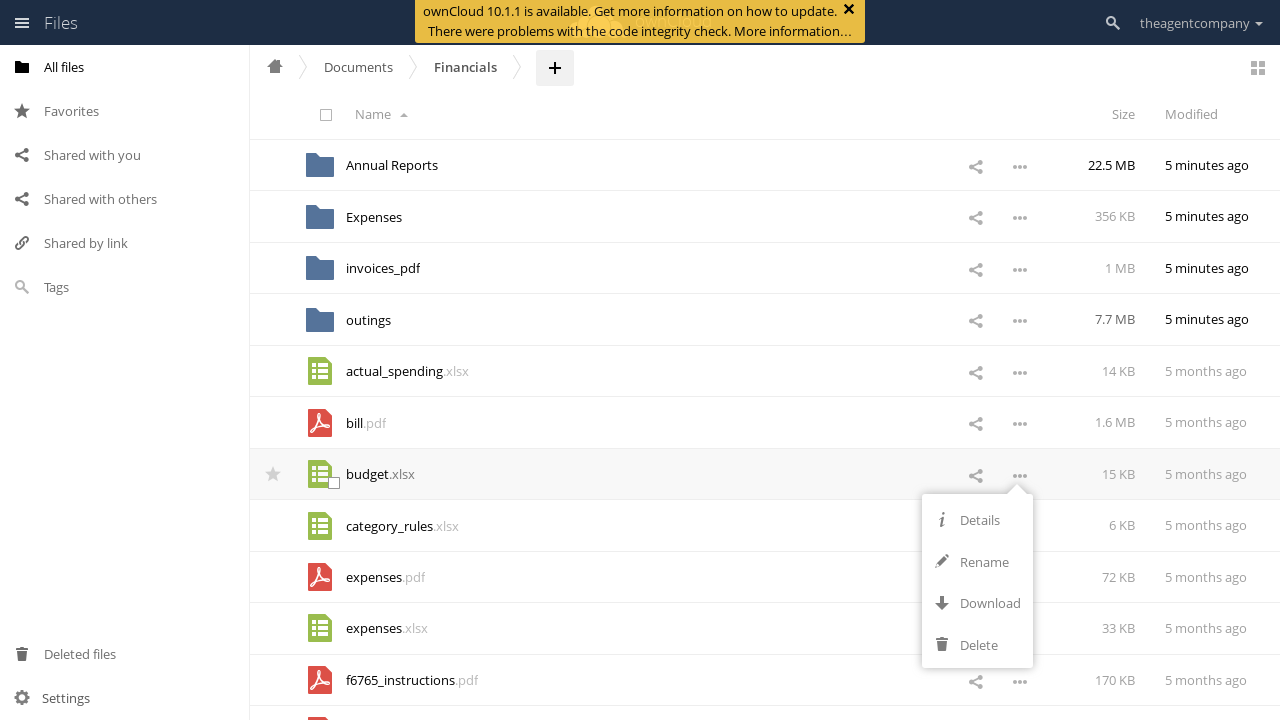 Files
ownCloud 10.1.1 is available. Get more information on how to update.
There were problems with the code integrity check. More information…
theagentcompany
All files
Favorites
Shared with you
Shared with others
Shared by link
Tags
Deleted files
Settings
Documents
Financials
Name
Size
Modified
Annual Reports
22.5 MB
5 minutes ago
Expenses
356 KB
5 minutes ago
invoices_pdf
1 MB
5 minutes ago
outings
7.7 MB
5 minutes ago
actual_spending.xlsx
14 KB
5 months ago
bill.pdf
1.6 MB
5 months ago
budget.xlsx
15 KB
5 months ago
category_rules.xlsx
6 KB
5 months ago
expenses.pdf
72 KB
5 months ago
expenses.xlsx
33 KB
5 months ago
f6765_instructions.pdf
170 KB
5 months ago
Details
Rename
Download
Delete